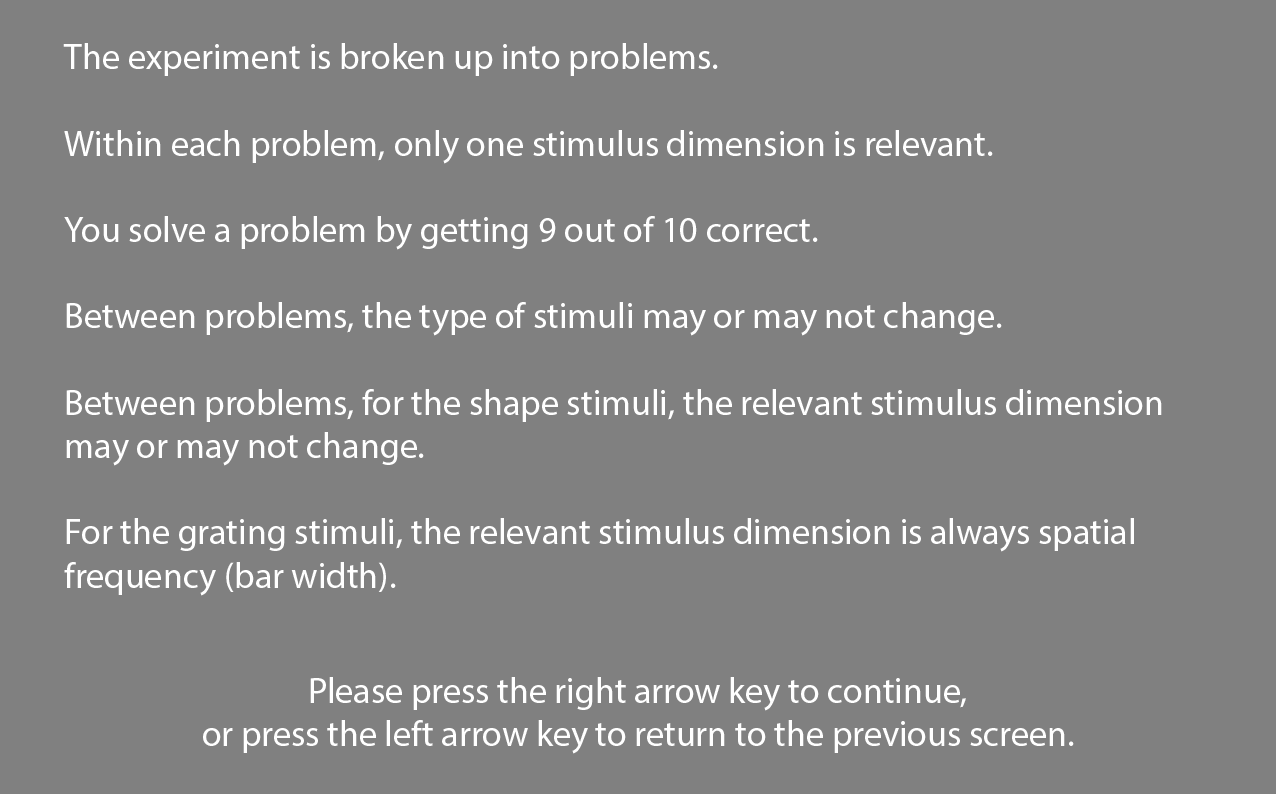 The experiment is broken up into problems.
Within each problem, only one stimulus dimension is relevant.
You solve a problem by getting 9 out of 10 correct.
Between problems, the type of stimuli may or may not change.
Between problems, for the shape stimuli, the relevant stimulus dimension
may or may not change.
For the grating stimuli, the relevant stimulus dimension is always spatial
frequency (bar width).
Please press the right arrow key to continue,
or press the left arrow key to return to the previous screen.